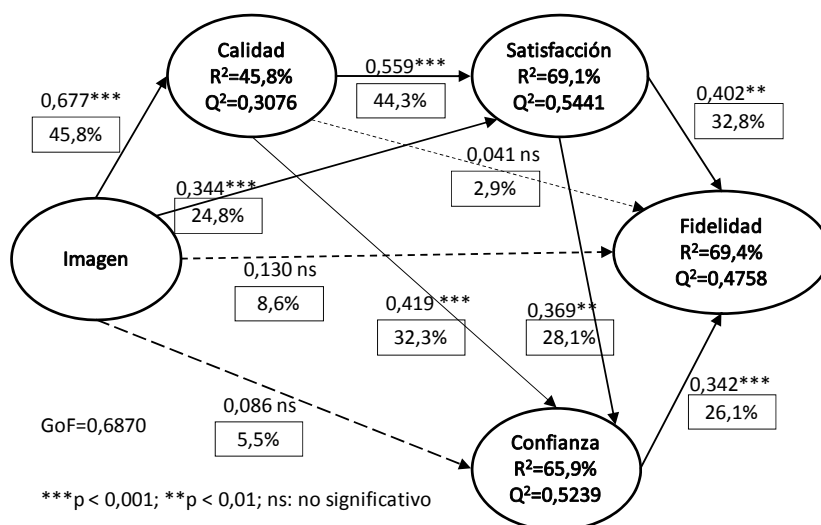 Calidad
R²=45,8%
Q²=0,3076
Satisfacción
R²=69,1%
Q²=0,5441
0,677***
45,8%
0,559***
44,3%
0,402**
32,8%
0,344***
24,8%
0,041 ns
2,9%
Imagen
Fidelidad
R²=69,4%
Q²=0,4758
0,130 ns
8,6%
0,419 ***
32,3%
0,369**
28,1%
0,342***
26,1%
0,086 ns
5,5%
GoF=0,6870
Confianza
R²=65,9%
Q²=0,5239
***p < 0,001; **p < 0,01; ns: no significativo